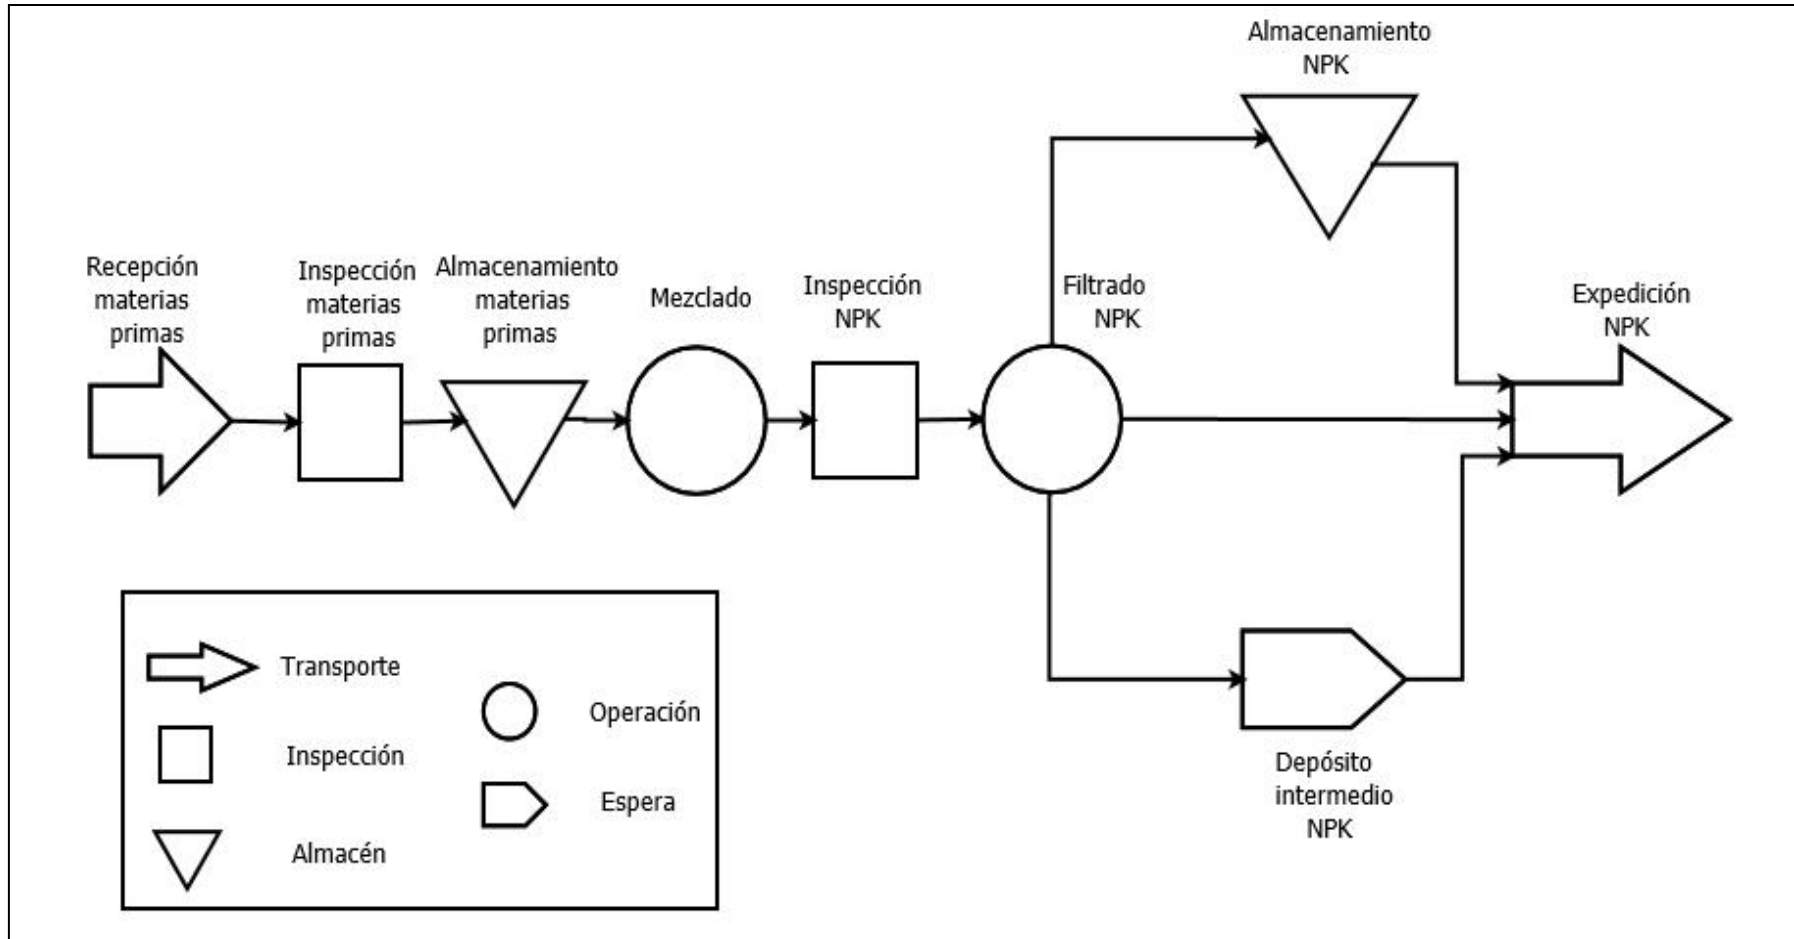 Almacenamiento
NPK
Recepción
materias
primas
Inspección
materias
primas
Almacenamiento
materias
primas
Mezclado
Inspección
NPK
Filtrado
NPK
Expedición
NPK
Depósito
intermedio
NPK
Transporte
Inspección
Almacén
Operación
Espera